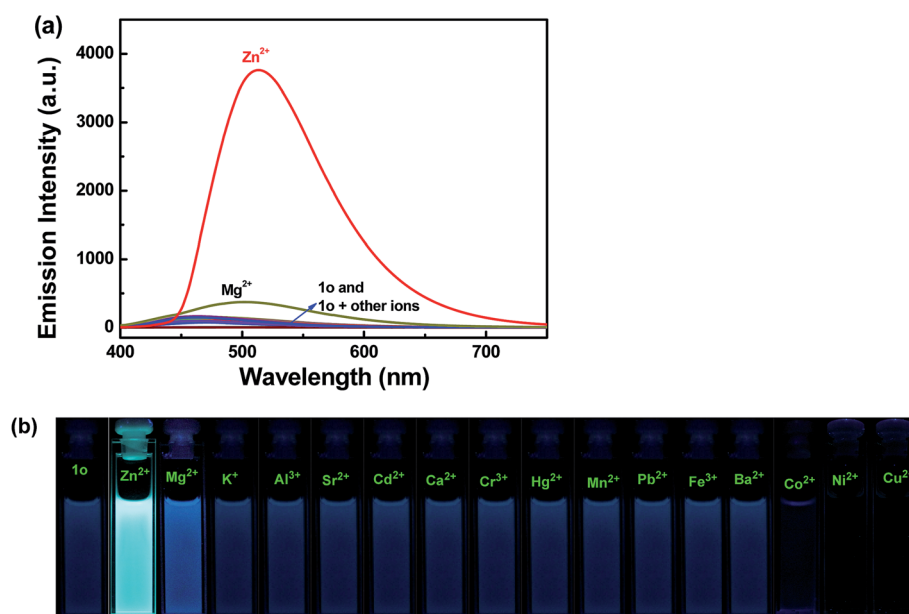 (a)
Emission Intensity (a.u.)
4000
3000
2000
1000
0
Zn²⁺
Mg²⁺
1o and
1o + other ions
400 500 600 700
Wavelength (nm)
(b)
1o Zn²⁺ Mg²⁺ K⁺ Al³⁺ Sr²⁺ Cd²⁺ Ca²⁺ Cr³⁺ Hg²⁺ Mn²⁺ Pb²⁺ Fe³⁺ Ba²⁺ Co²⁺ Ni²⁺ Cu²